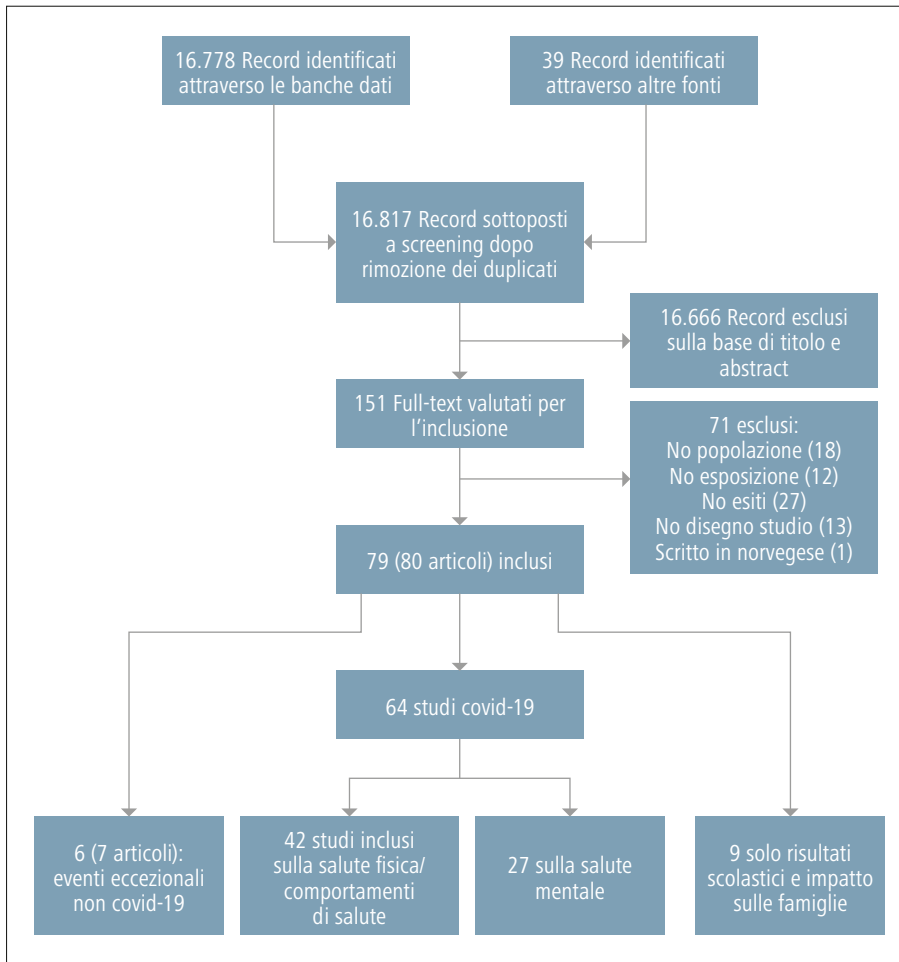 16.778 Record identificati
attraverso le banche dati
39 Record identificati
attraverso altre fonti
16.817 Record sottoposti
a screening dopo
rimozione dei duplicati
16.666 Record esclusi
sulla base di titolo e
abstract
151 Full-text valutati per
l'inclusione
71 esclusi:
No popolazione (18)
No esposizione (12)
No esiti (27)
No disegno studio (13)
Scritto in norvegese (1)
79 (80 articoli) inclusi
64 studi covid-19
6 (7 articoli):
eventi eccezionali
non covid-19
42 studi inclusi
sulla salute fisica/
comportamenti
di salute
27 sulla salute
mentale
9 solo risultati
scolastici e impatto
sulle famiglie